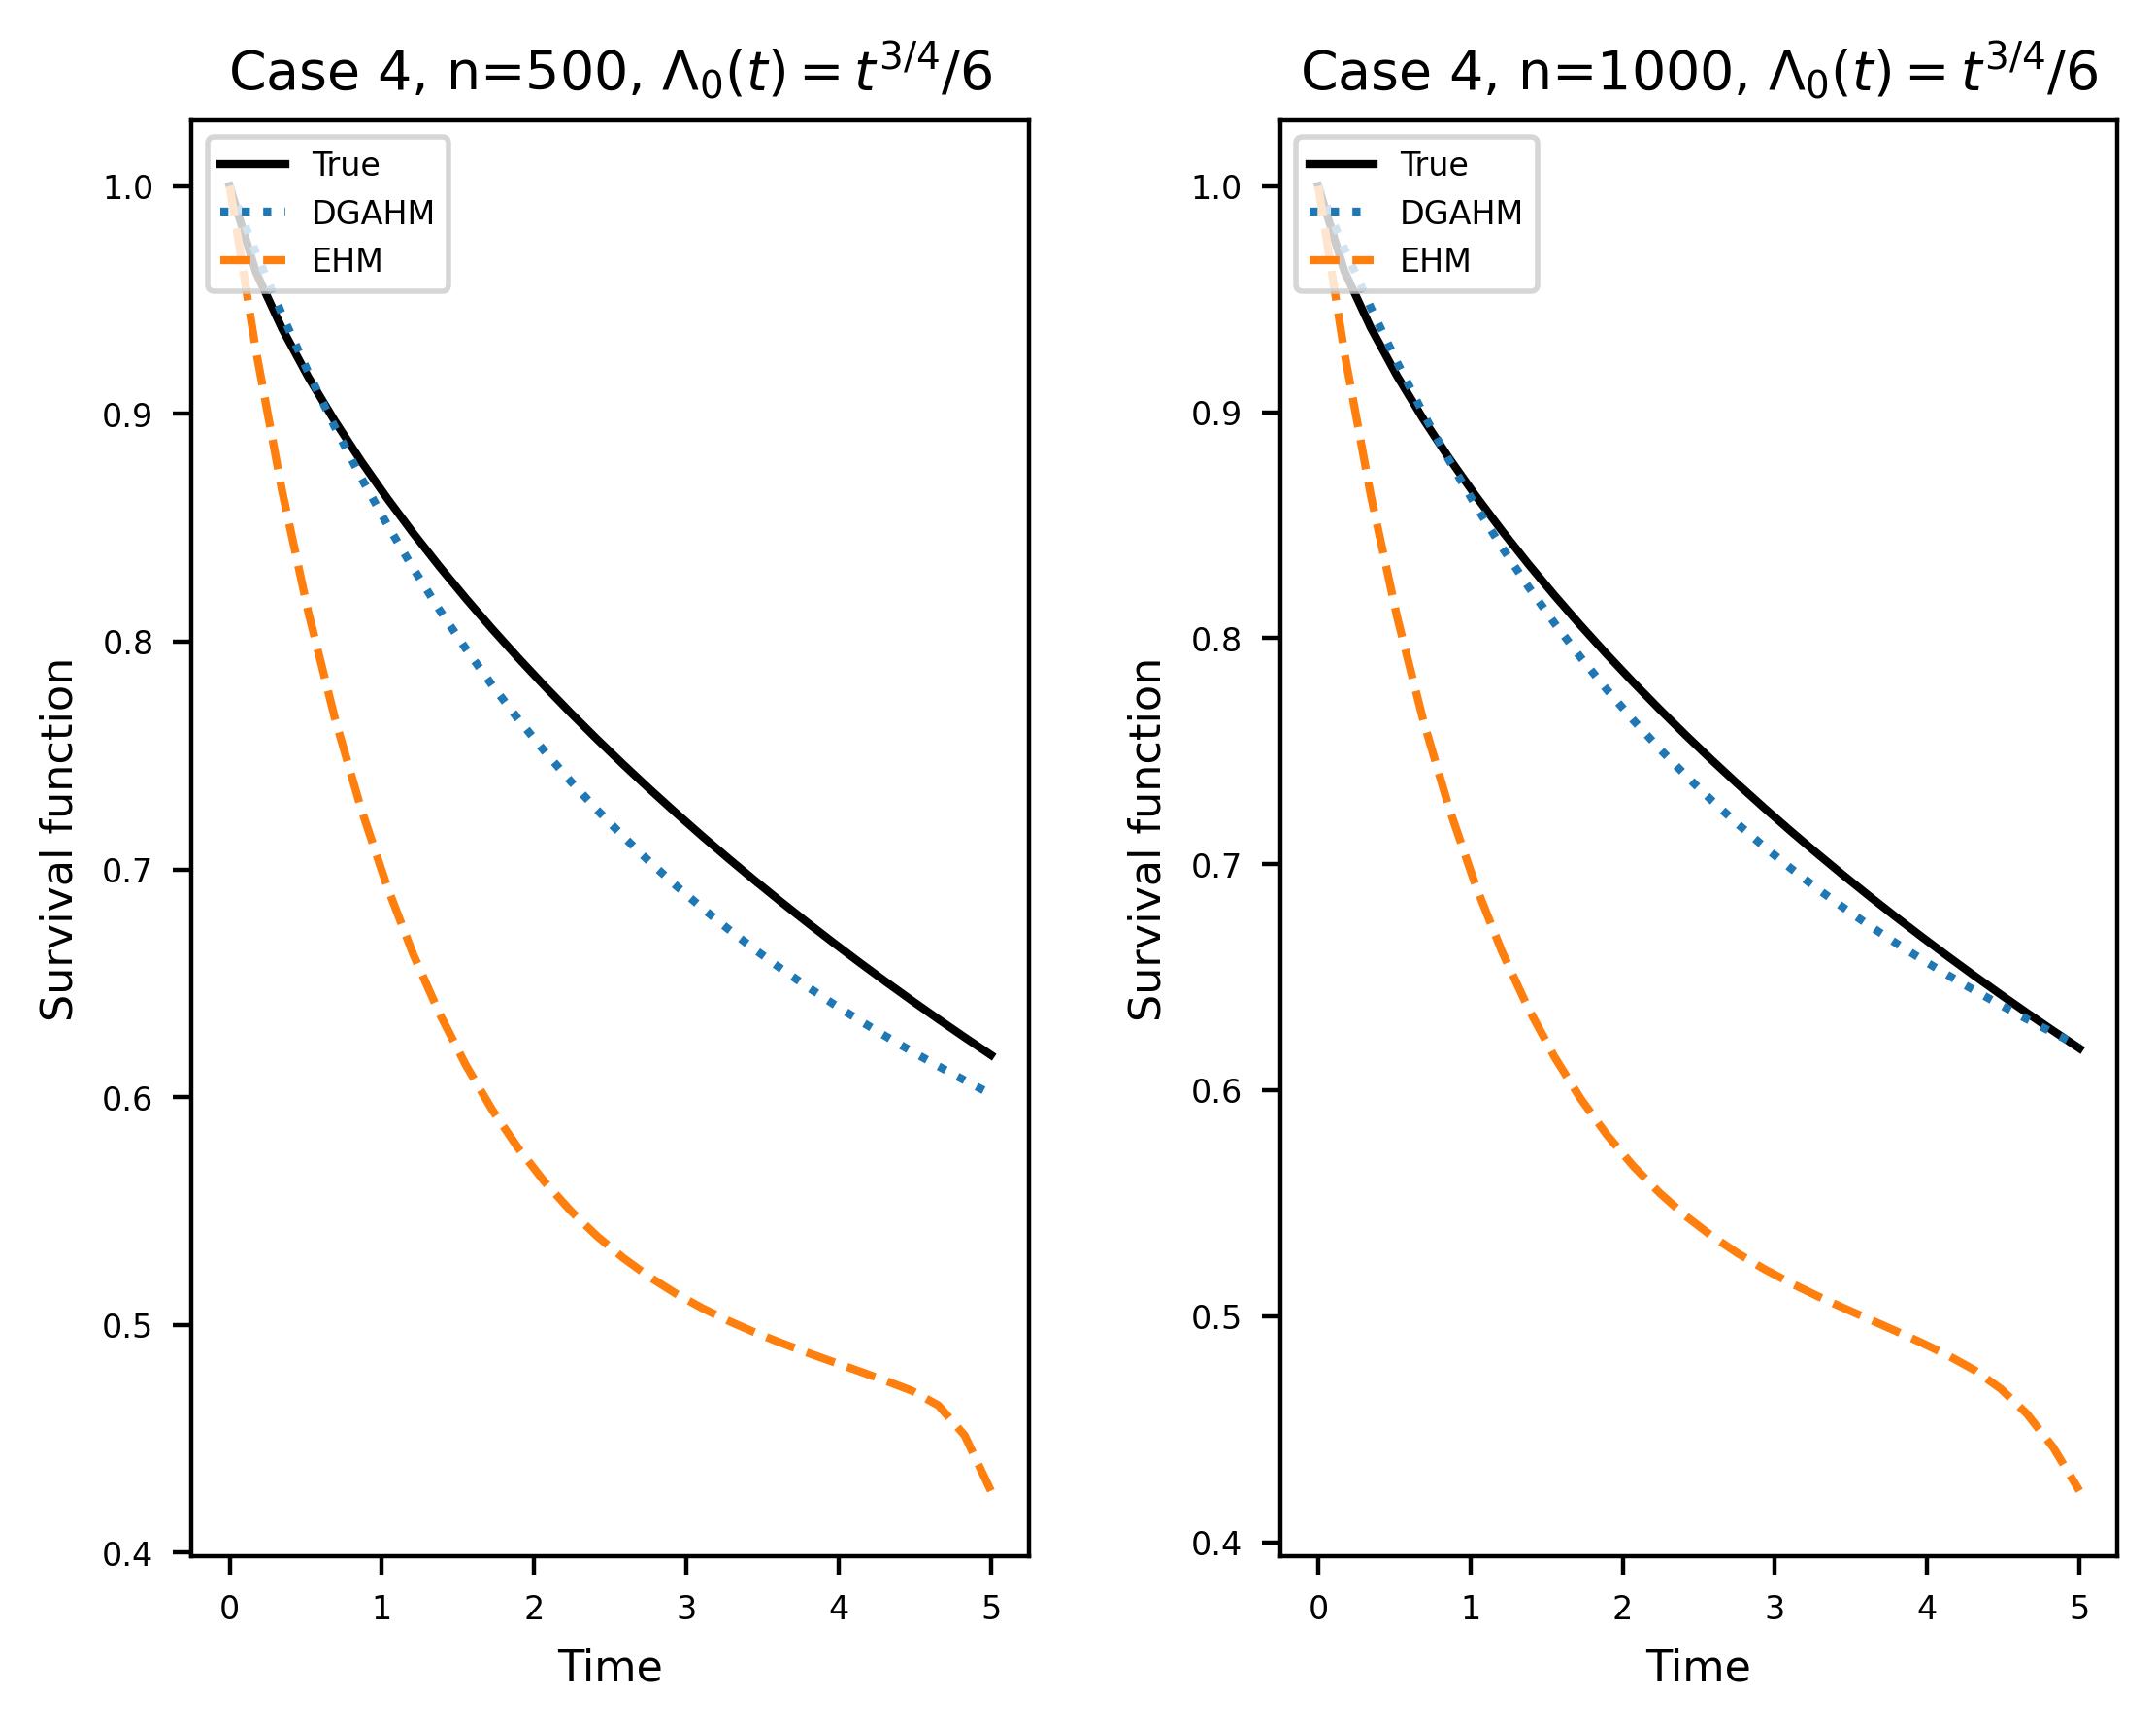 Case 4, n=500, Λ₀(t) = t^{3/4}/6
True
DGAHM
EHM
Survival function
1.0
0.9
0.8
0.7
0.6
0.5
0.4
0 1 2 3 4 5
Time
Case 4, n=1000, Λ₀(t) = t^{3/4}/6
True
DGAHM
EHM
Survival function
1.0
0.9
0.8
0.7
0.6
0.5
0.4
0 1 2 3 4 5
Time